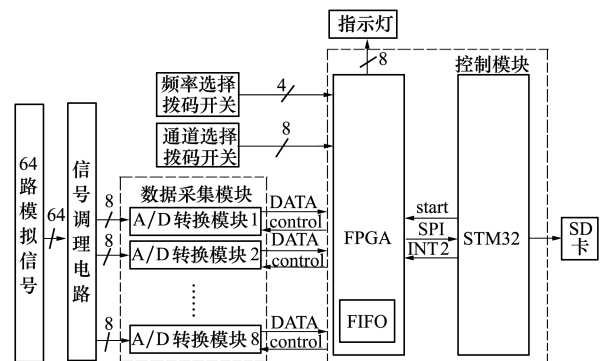 指示灯
8
控制模块
频率选择
拨码开关
4
通道选择
拨码开关
8
64
路
模
拟
信
号
64
信
号
调
理
电
路
数据采集模块
8
A/D 转换模块 1
DATA
control
8
A/D 转换模块 2
DATA
control
8
A/D 转换模块 8
DATA
control
FPGA
FIFO
start
SPI
INT2
STM32
SD
卡